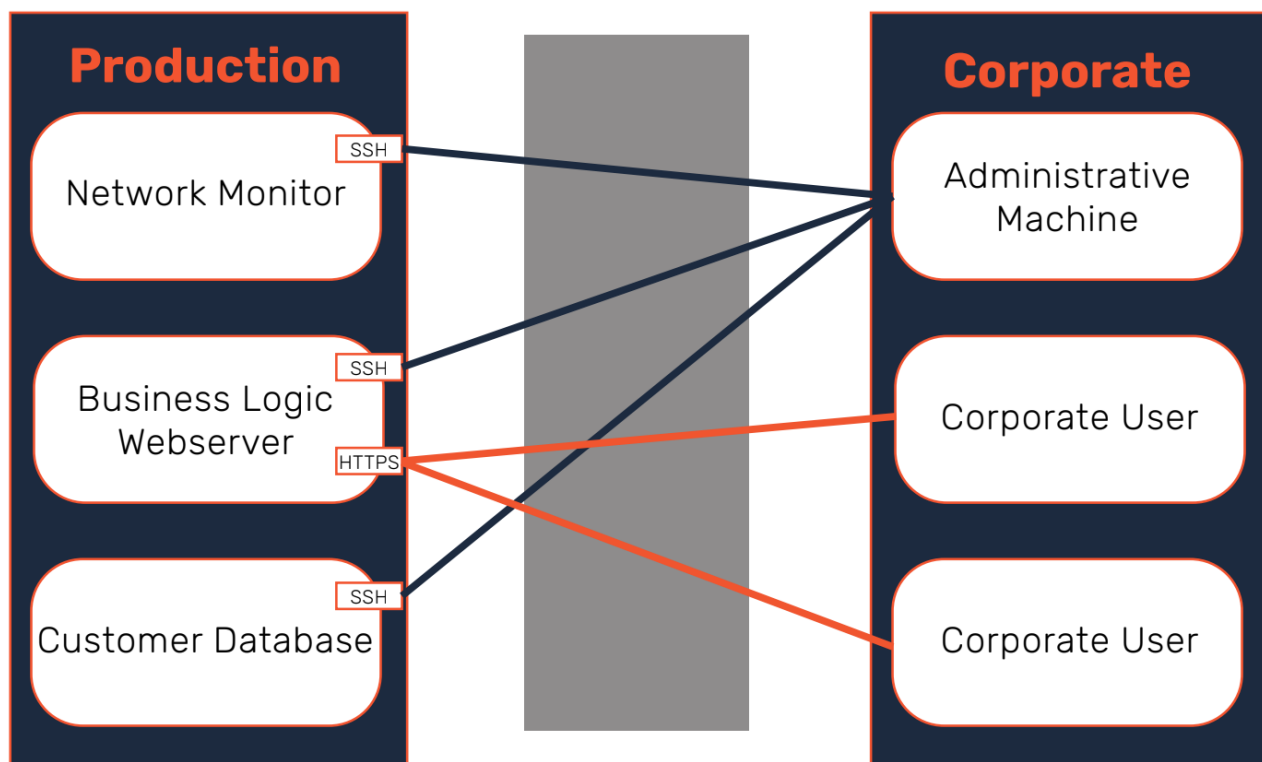 Production
SSH
Network Monitor
SSH
Business Logic
Webserver
HTTPS
SSH
Customer Database
Corporate
Administrative
Machine
Corporate User
Corporate User